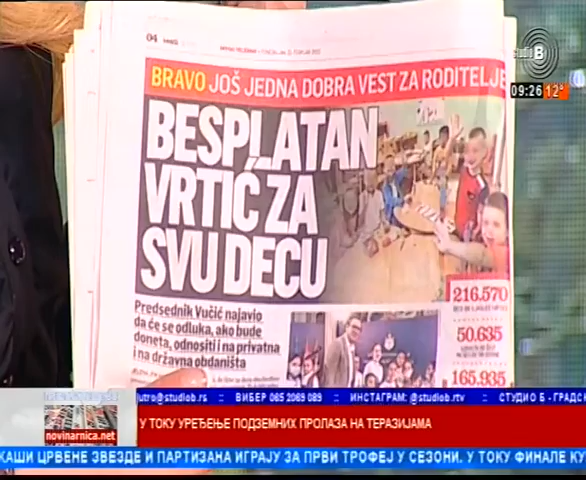 04
BRAVO JOŠ JEDNA DOBRA VEST ZA RODITELJE
BESPLATAN
VRTIĆ ZA
SVU DECU
Predsednik Vučić najavio
da će se odluka, ako bude
doneta, odnositi i na privatna
i na državna obdaništa
216.570
50.635
165.935
studio B
09:26 12°
novinarnica.net
jutro@studiob.rs :: ВИБЕР 065 2069 089 :: ИНСТАГРАМ: @studiob_rtv :: СТУДИО Б - ГРАДСК
У ТОКУ УРЕЂЕЊЕ ПОДЗЕМНИХ ПРОЛАЗА НА ТЕРАЗИЈАМА
КАШИ ЦРВЕНЕ ЗВЕЗДЕ И ПАРТИЗАНА ИГРАЈУ ЗА ПРВИ ТРОФЕЈ У СЕЗОНИ. У ТОКУ ФИНАЛЕ КУ